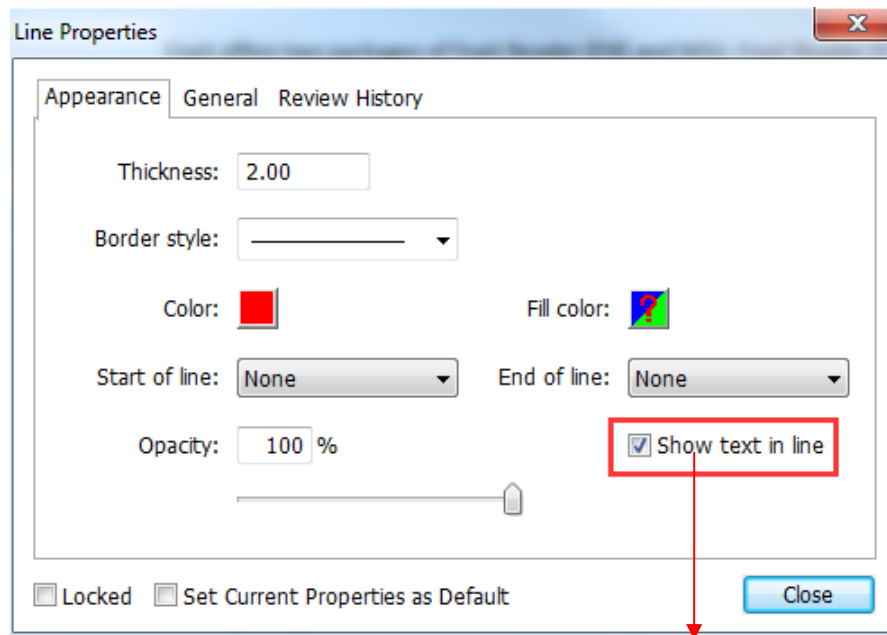 Line Properties
Appearance General Review History
Thickness: 2.00
Border style:
Color: Fill color: ?
Start of line: None End of line: None
Opacity: 100 % Show text in line
Locked Set Current Properties as Default Close